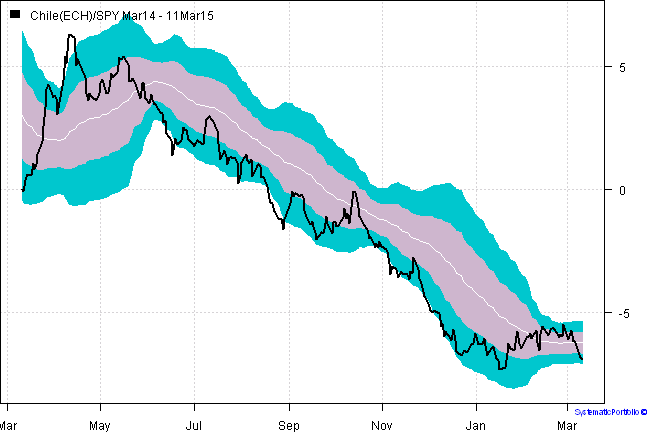 Chile(ECH)/SPY Mar14 - 11Mar15
5
0
-5
Mar May Jul Sep Nov Jan Mar
SystematicPortfolio ©